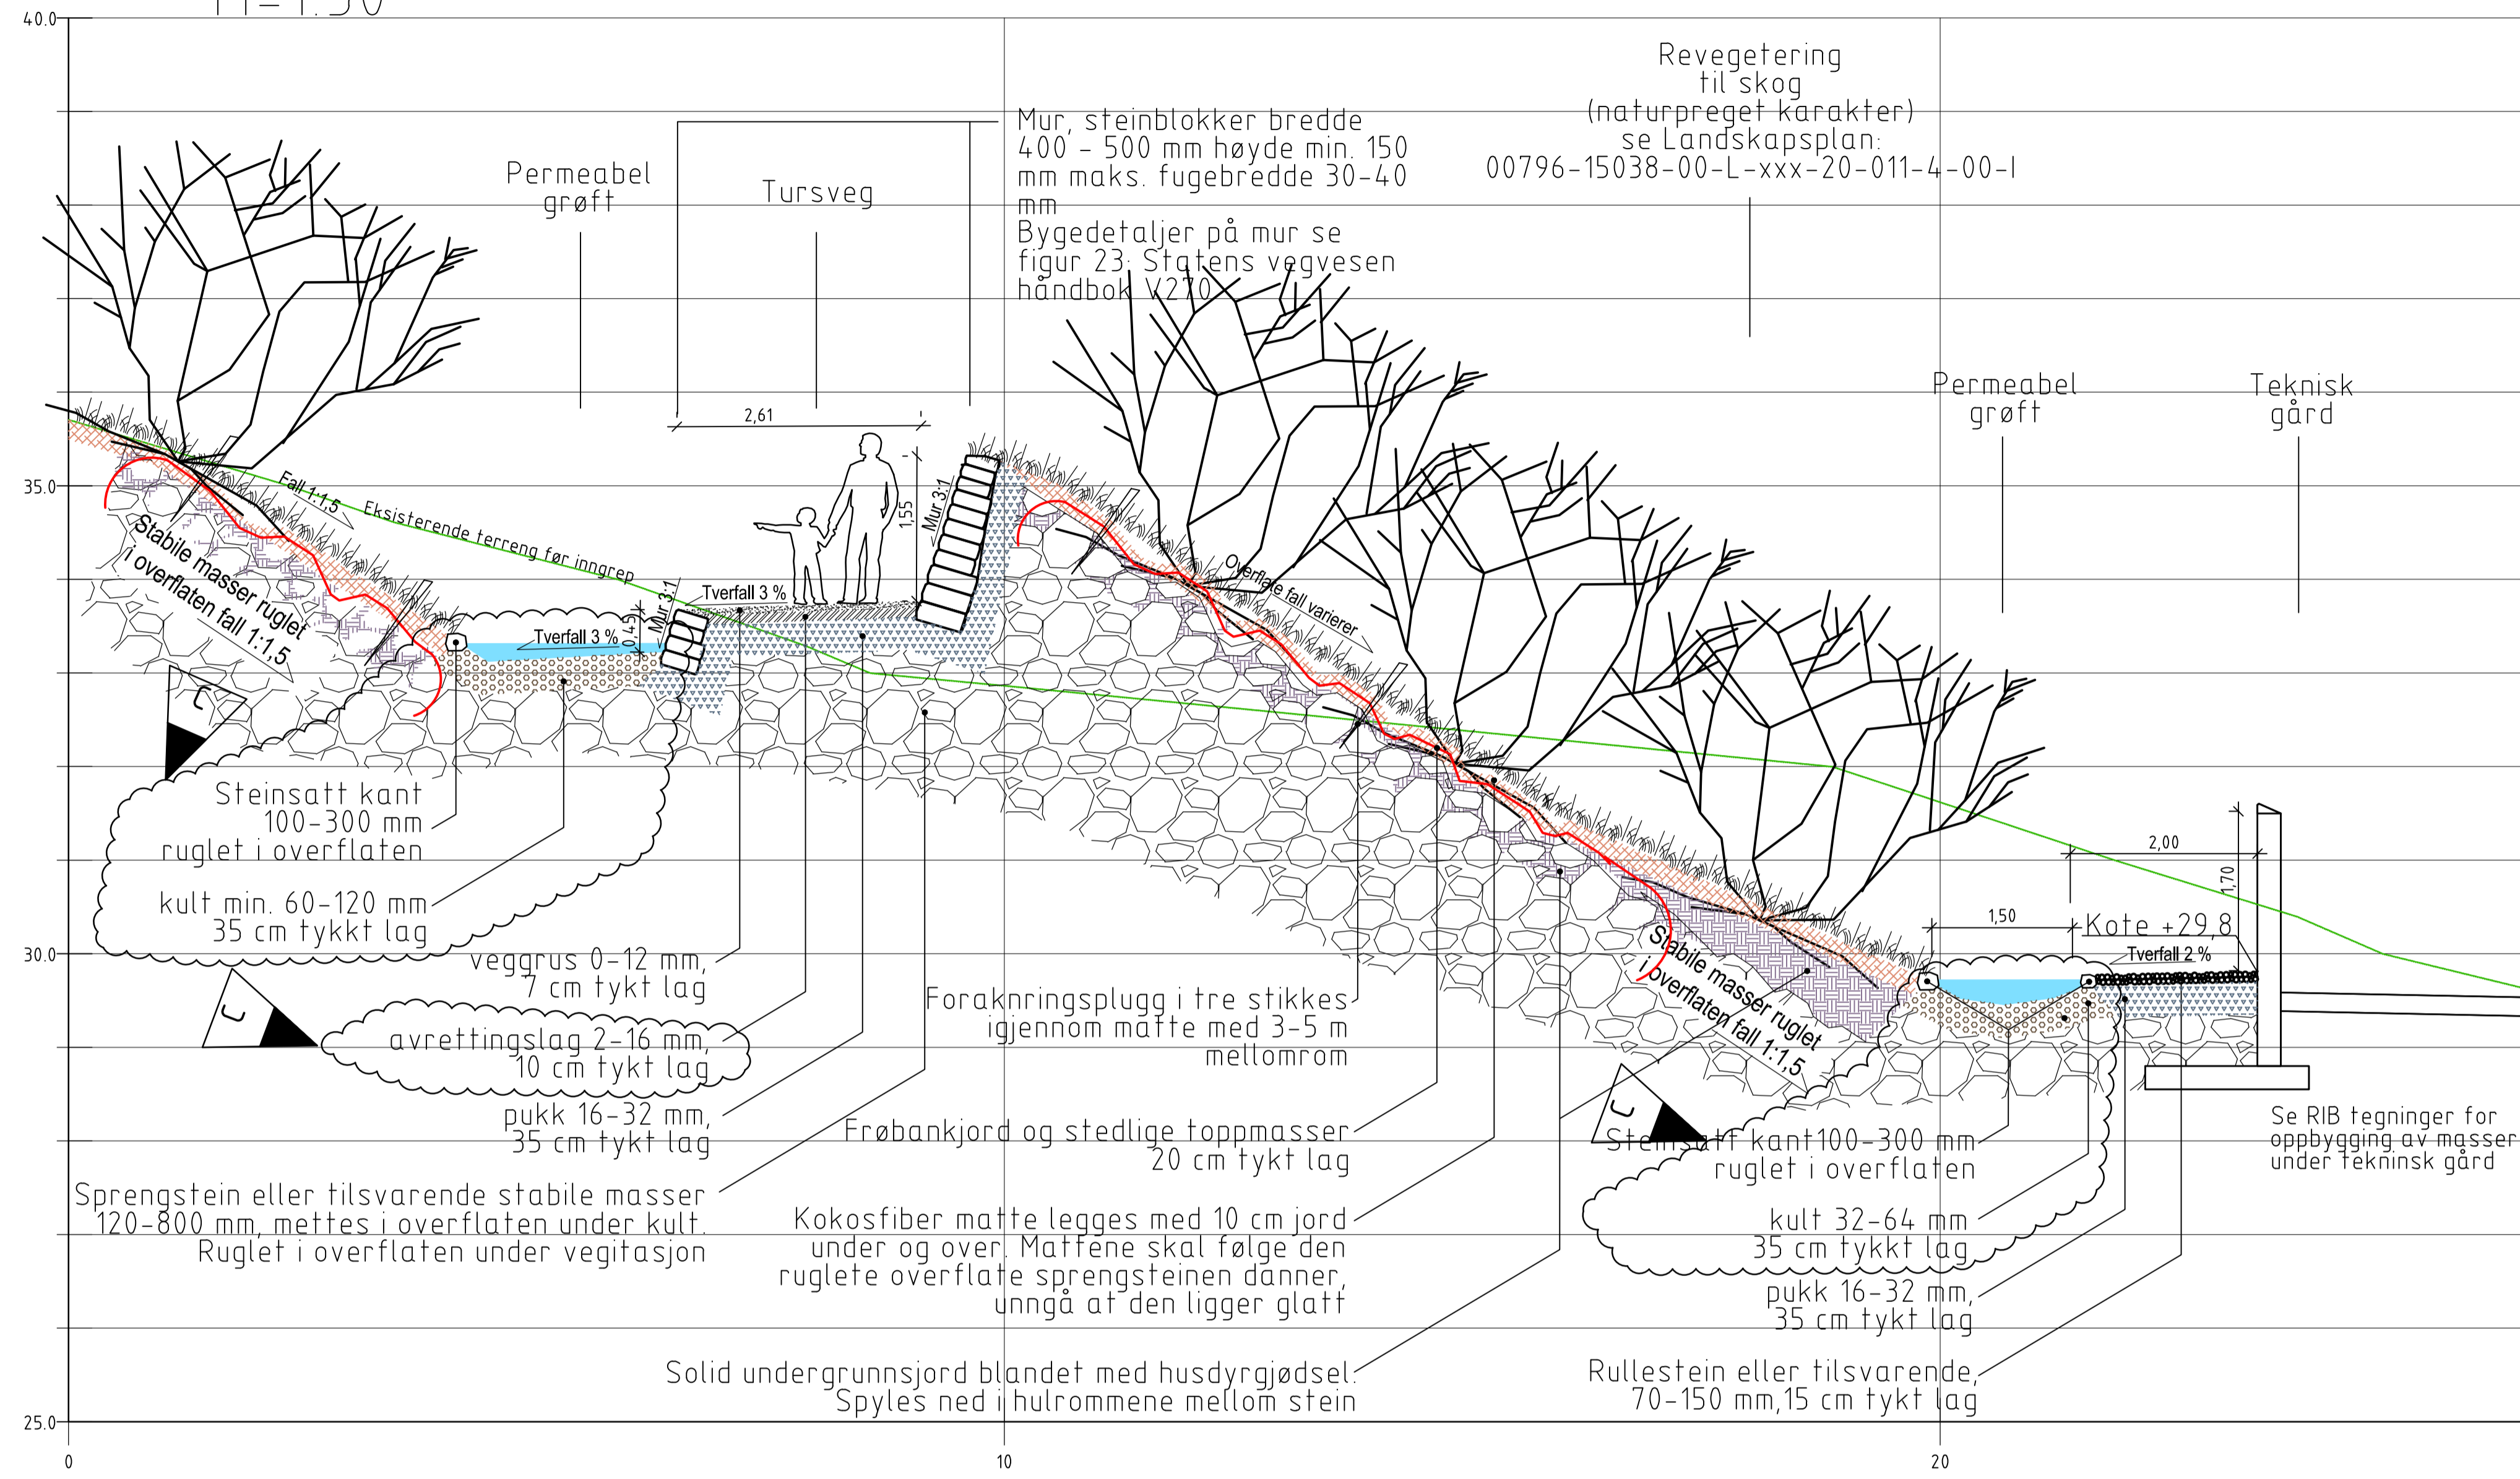 40.0
Revegetering
til skog
(naturpreget karakter)
se Landskapsplan:
00796-15038-00-L-xxx-20-011-4-00-I
Mur, steinblokker bredde
400 - 500 mm høyde min. 150
mm maks. fugebredde 30-40
mm
Bygedetaljer på mur se
figur 23: Statens vegvesen
håndbok V270
Permeabel
grøft
Tursveg
Permeabel
grøft
Teknisk
gård
2,61
35.0
Fall 1:1,5
Eksisterende terreng før inngrep
1,55
Mur 3:1
Stabile masser ruglet
i overflaten fall 1:1,5
Overflate fall varierer
Tverfall 3 %
Mur 3:1
Tverfall 3 %
0,45
C
Steinsatt kant
100-300 mm
ruglet i overflaten
kult min. 60-120 mm
35 cm tykkt lag
2,00
1,70
1,50
Kote +29,8
Tverfall 2 %
30.0
Stabile masser ruglet
i overflaten fall 1:1,5
veggrus 0-12 mm,
7 cm tykt lag
C
avrettingslag 2-16 mm,
10 cm tykt lag
pukk 16-32 mm,
35 cm tykt lag
Sprengstein eller tilsvarende stabile masser
120-800 mm, mettes i overflaten under kult.
Ruglet i overflaten under vegitasjon
Foraknringsplugg i tre stikkes
igjennom matte med 3-5 m
mellomrom
Frøbankjord og stedlige toppmasser
20 cm tykt lag
Kokosfiber matte legges med 10 cm jord
under og over. Mattene skal følge den
ruglete overflate sprengsteinen danner,
unngå at den ligger glatt
Solid undergrunnsjord blandet med husdyrgjødsel.
Spyles ned i hulrommene mellom stein
C
Steinsatt kant100-300 mm
ruglet i overflaten
kult 32-64 mm
35 cm tykkt lag
pukk 16-32 mm,
35 cm tykt lag
Rullestein eller tilsvarende,
70-150 mm,15 cm tykt lag
Se RIB tegninger for
oppbygging av masser
under tekninsk gård
25.0
0
10
20